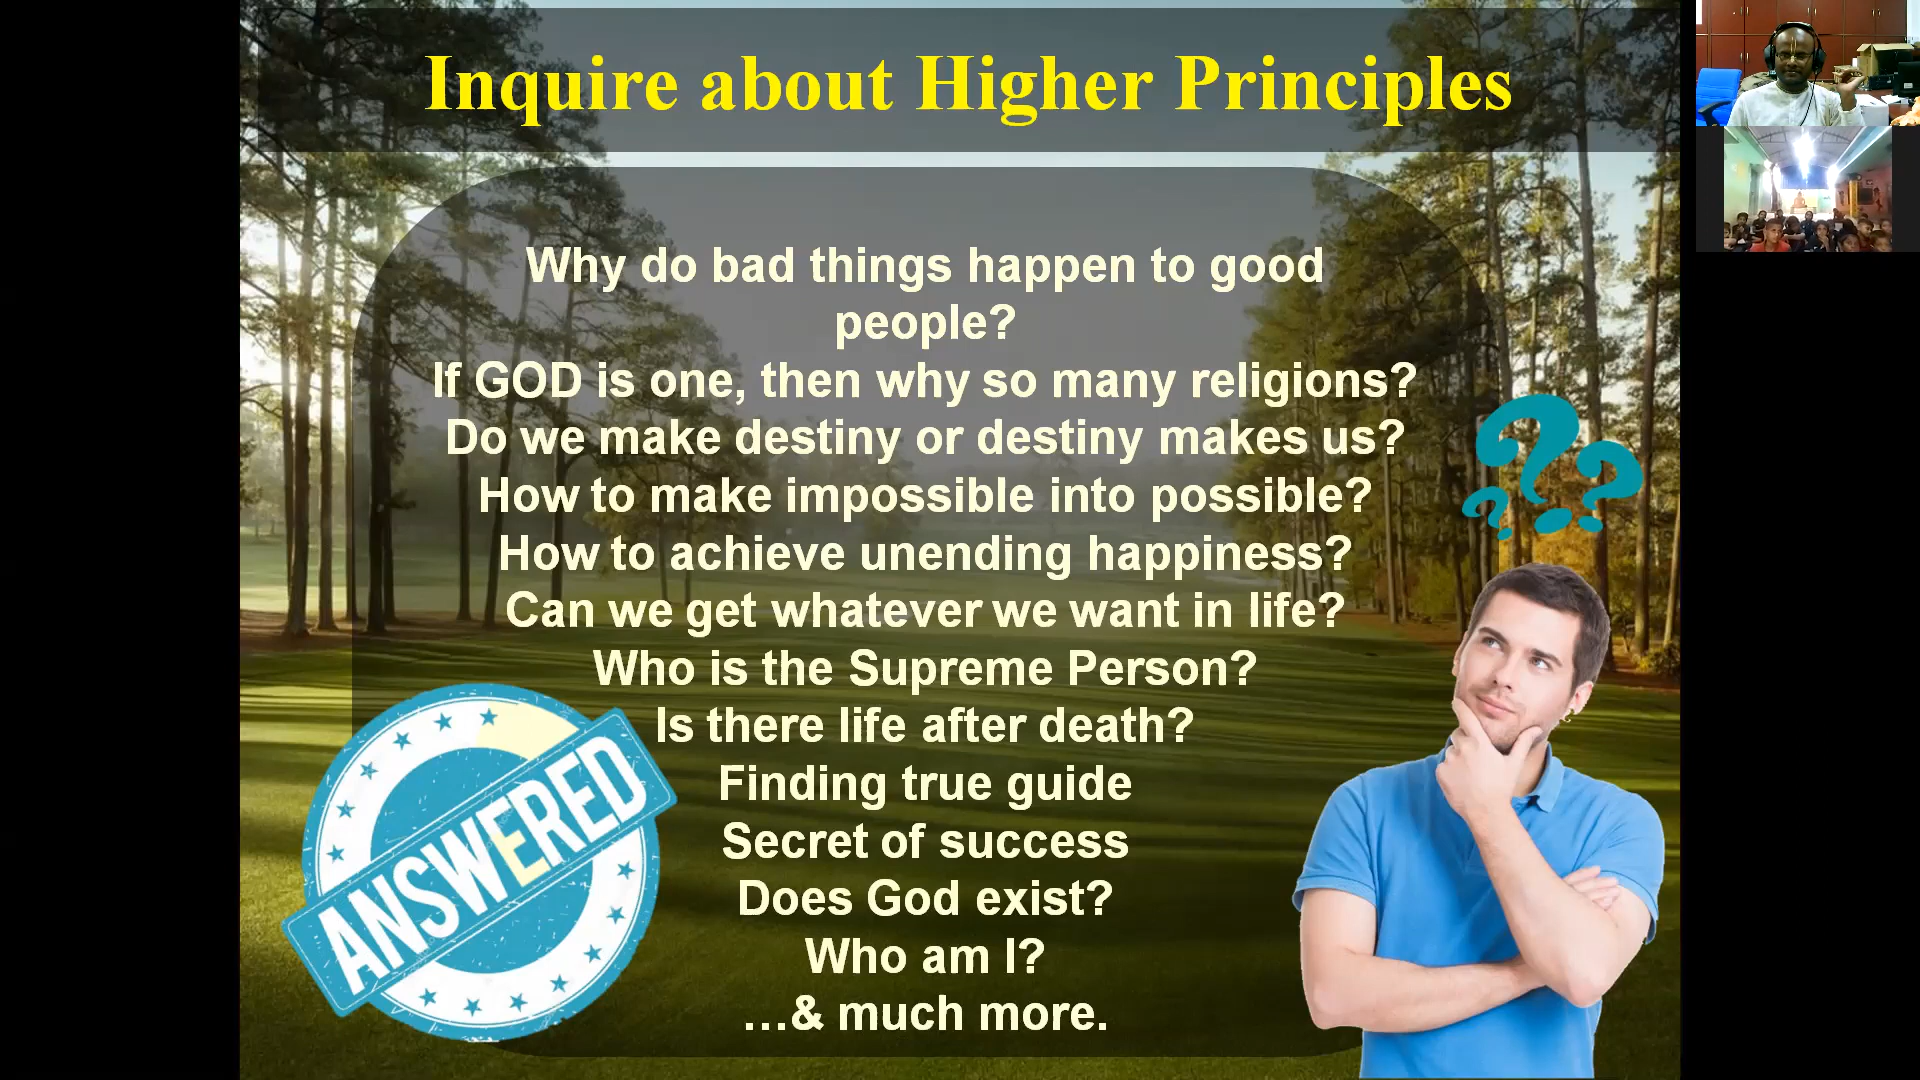 Inquire about Higher Principles
Why do bad things happen to good
people?
If GOD is one, then why so many religions?
Do we make destiny or destiny makes us?
How to make impossible into possible?
How to achieve unending happiness?
Can we get whatever we want in life?
Who is the Supreme Person?
Is there life after death?
Finding true guide
Secret of success
Does God exist?
Who am I?
…& much more.
ANSWERED